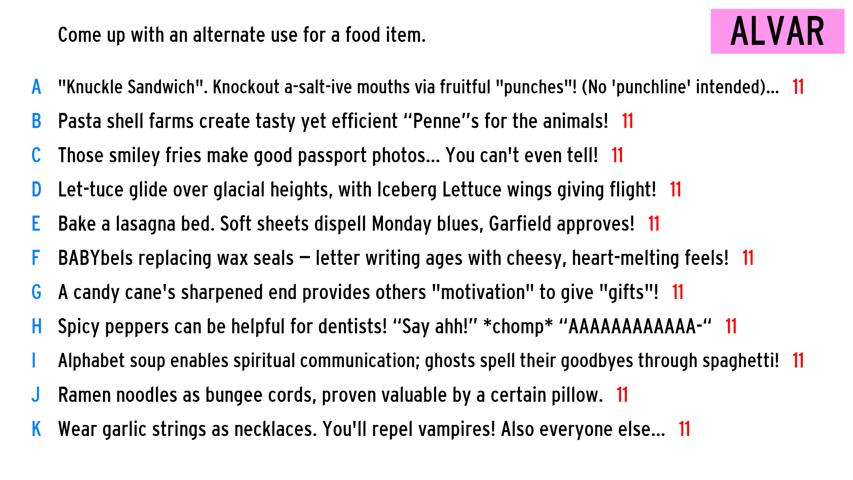 Come up with an alternate use for a food item.
ALVAR
A "Knuckle Sandwich". Knockout a-salt-ive mouths via fruitful "punches"! (No 'punchline' intended)... 11
B Pasta shell farms create tasty yet efficient “Penne”s for the animals! 11
C Those smiley fries make good passport photos... You can't even tell! 11
D Let-tuce glide over glacial heights, with Iceberg Lettuce wings giving flight! 11
E Bake a lasagna bed. Soft sheets dispell Monday blues, Garfield approves! 11
F BABYbels replacing wax seals – letter writing ages with cheesy, heart-melting feels! 11
G A candy cane's sharpened end provides others "motivation" to give "gifts"! 11
H Spicy peppers can be helpful for dentists! “Say ahh!” *chomp* “AAAAAAAAAAAA-“ 11
I Alphabet soup enables spiritual communication; ghosts spell their goodbyes through spaghetti! 11
J Ramen noodles as bungee cords, proven valuable by a certain pillow. 11
K Wear garlic strings as necklaces. You'll repel vampires! Also everyone else... 11